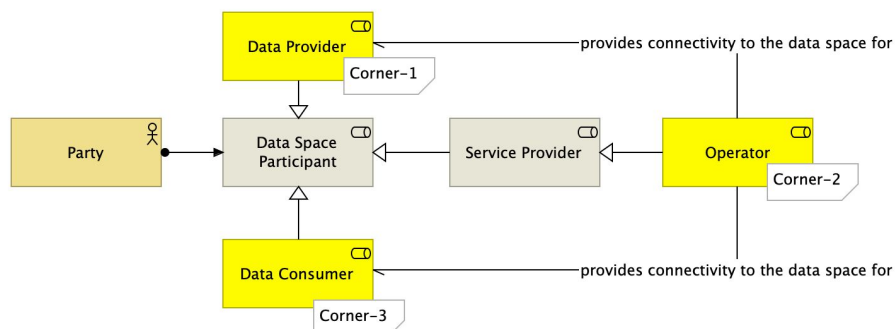 Data Provider
provides connectivity to the data space for
Corner-1
Party
Data Space
Participant
Service Provider
Operator
Corner-2
Data Consumer
provides connectivity to the data space for
Corner-3